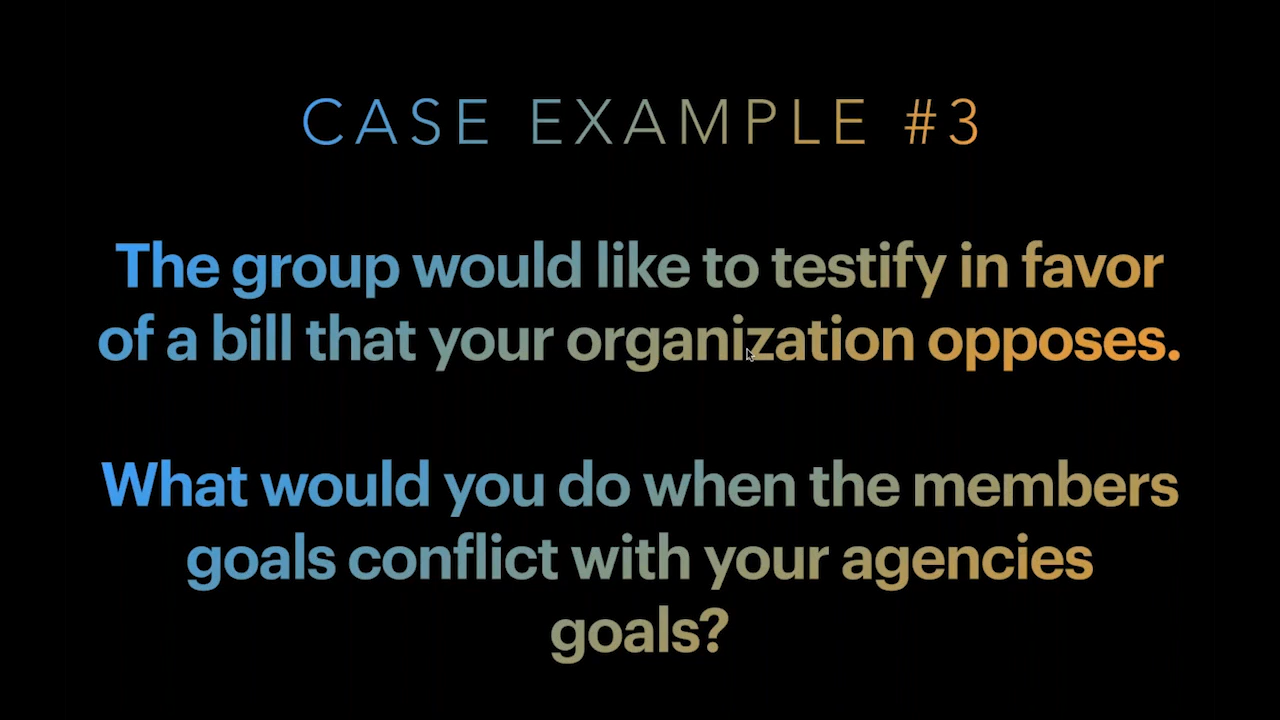 CASE EXAMPLE #3
The group would like to testify in favor
of a bill that your organization opposes.
What would you do when the members
goals conflict with your agencies
goals?